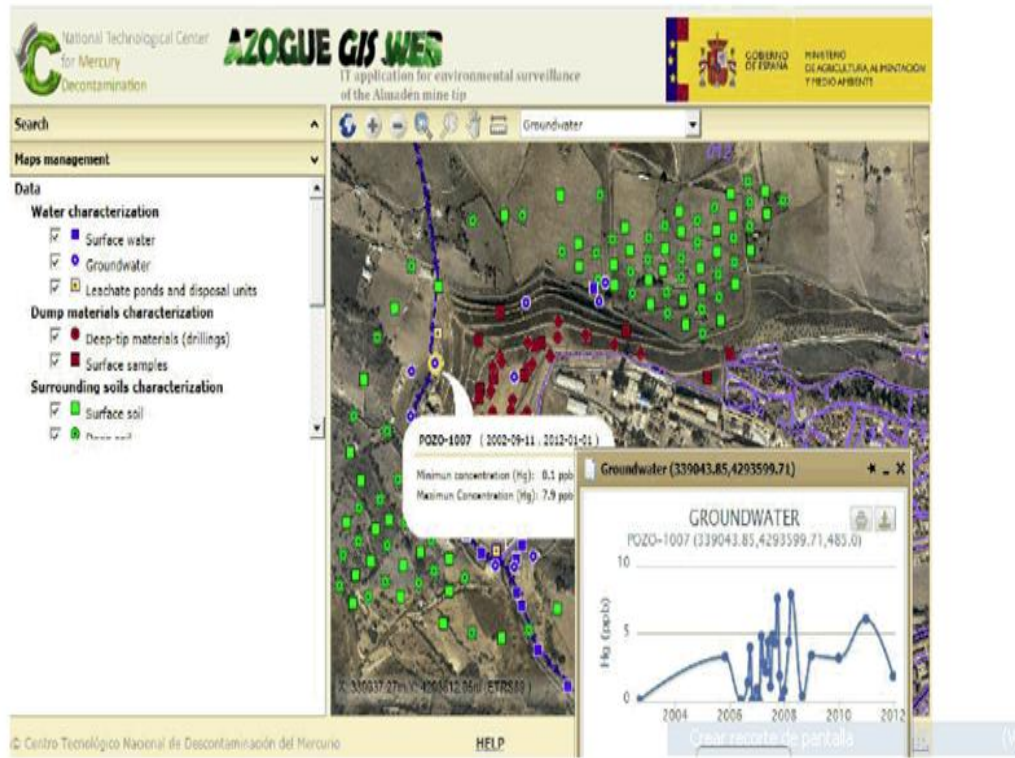 National Technological Center
for Mercury
Decontamination
AZOGUE GIS WEB
IT application for environmental surveillance
of the Almadén mine tip
GOBIERNO
DE ESPAÑA
MINISTERIO
DE AGRICULTURA, ALIMENTACIÓN
Y MEDIO AMBIENTE
Search
Maps management
Data
Water characterization
Surface water
Groundwater
Leachate ponds and disposal units
Dump materials characterization
Deep-tip materials (drillings)
Surface samples
Surrounding soils characterization
Surface soil
Groundwater
POZO-1007 ( 2002-09-11 , 2012-01-01 )
Minimun concentration (Hg): 0.1 ppb
Maximun Concentration (Hg): 7.9 ppb
Groundwater (339043.85,4293599.71)
GROUNDWATER
POZO-1007 (339043.85,4293599.71,485.0)
Hg (ppb)
10
5
0
2004 2006 2008 2010 2012
© Centro Tecnológico Nacional de Descontaminación del Mercurio
HELP
Crear recorte de pantalla